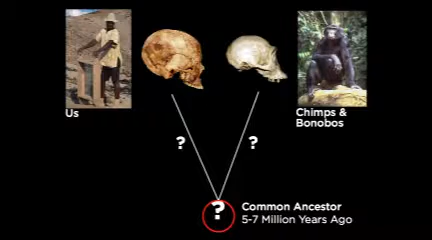 Us
Chimps &
Bonobos
?
?
?
Common Ancestor
5-7 Million Years Ago